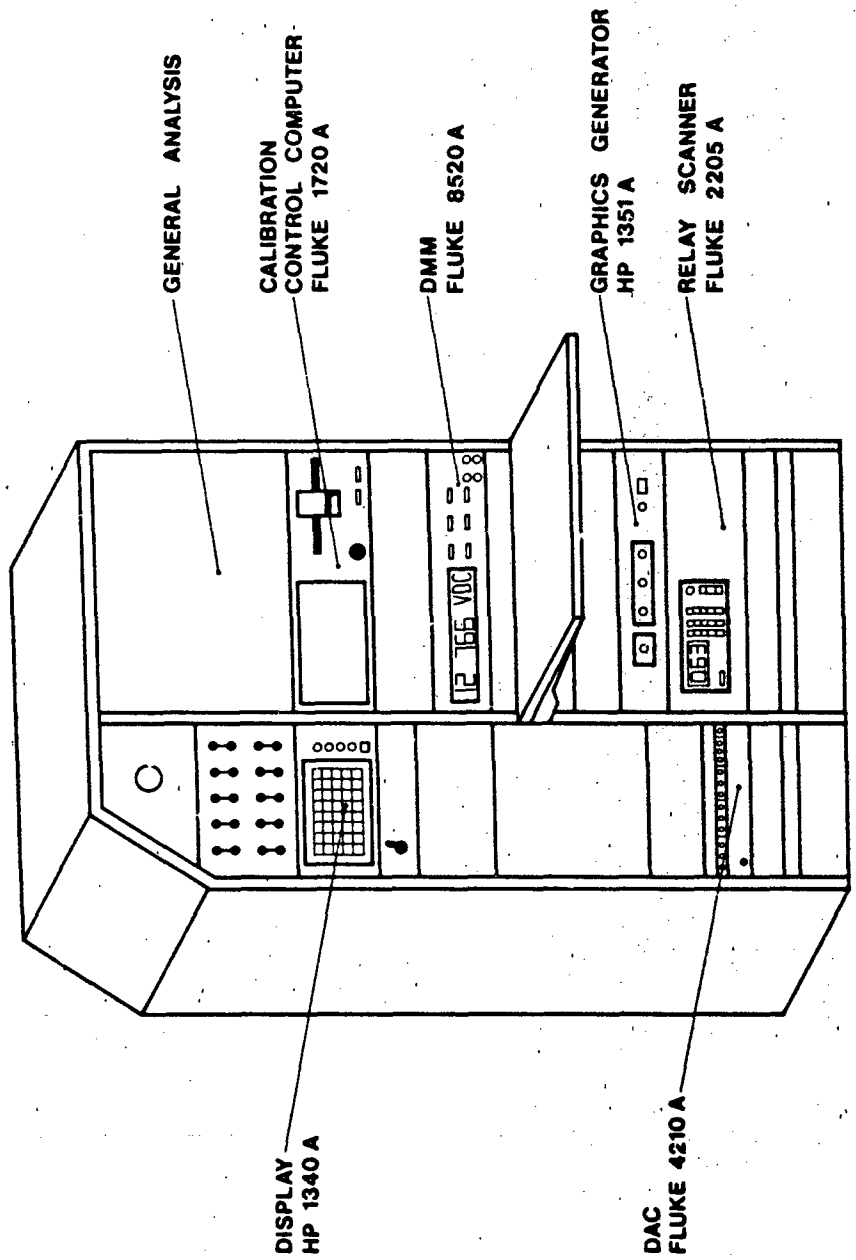 GENERAL ANALYSIS
CALIBRATION
CONTROL COMPUTER
FLUKE 1720 A
DMM
FLUKE 8520 A
GRAPHICS GENERATOR
HP 1351 A
RELAY SCANNER
FLUKE 2205 A
DISPLAY
HP 1340 A
DAC
FLUKE 4210 A
12 766 VDC
063